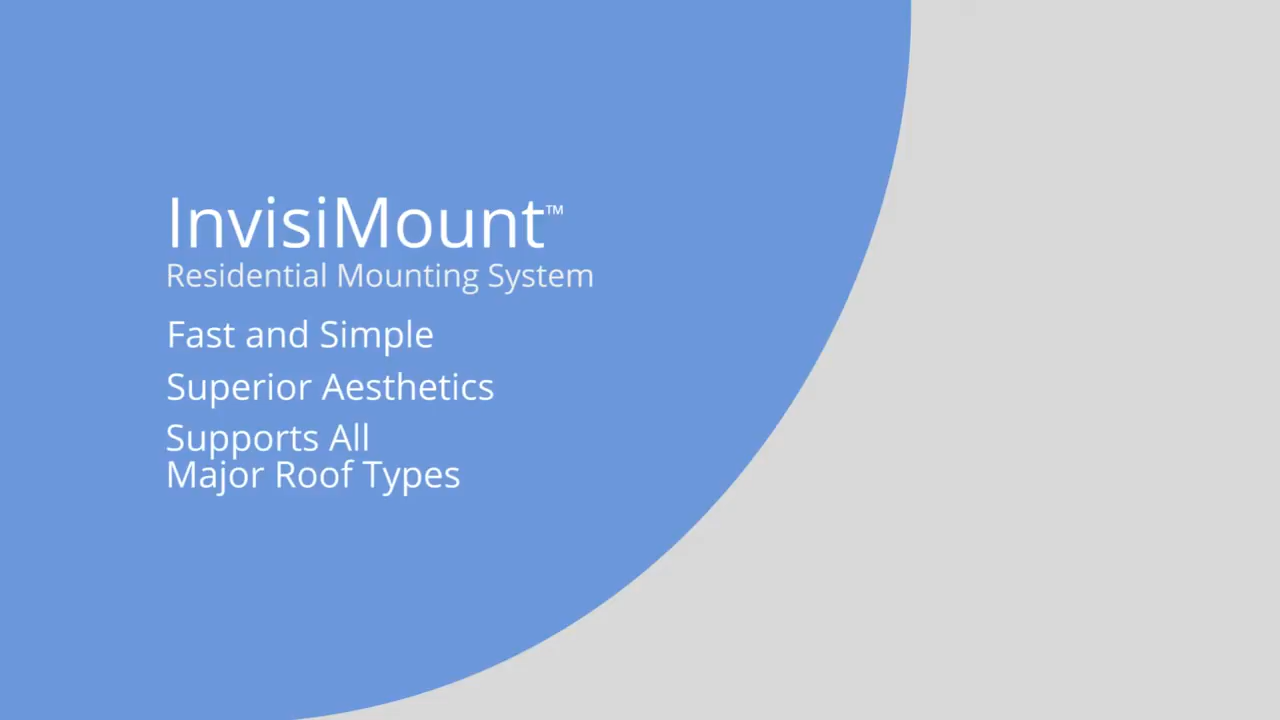 InvisiMount™
Residential Mounting System
Fast and Simple
Superior Aesthetics
Supports All
Major Roof Types